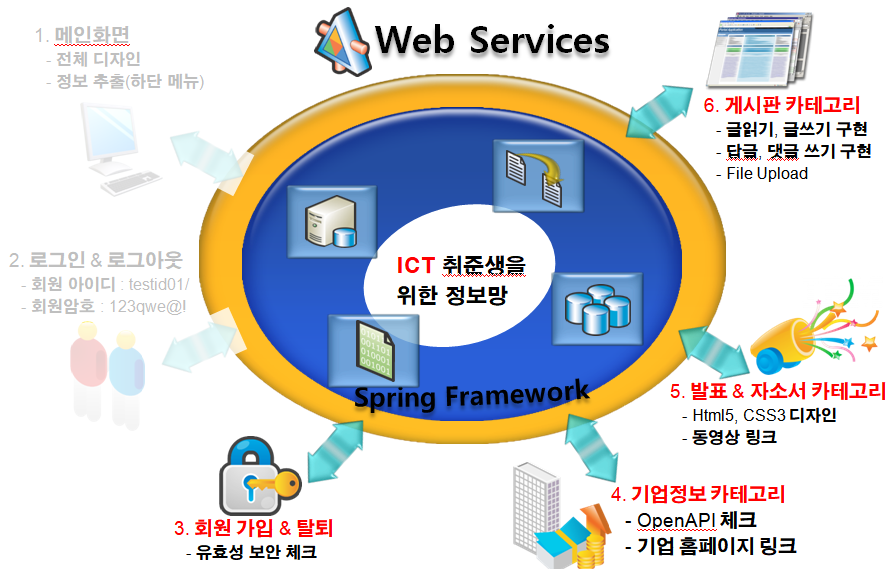 Web Services
1. 메인화면
- 전체 디자인
- 정보 추출(하단 메뉴)
6. 게시판 카테고리
- 글읽기, 글쓰기 구현
- 답글, 댓글 쓰기 구현
- File Upload
2. 로그인 & 로그아웃
- 회원 아이디 : testid01/
- 회원암호 : 123qwe@!
ICT 취준생을
위한 정보망
001101
010001
001001
Spring Framework
5. 발표 & 자소서 카테고리
- Html5, CSS3 디자인
- 동영상 링크
4. 기업정보 카테고리
- OpenAPI 체크
- 기업 홈페이지 링크
3. 회원 가입 & 탈퇴
- 유효성 보안 체크